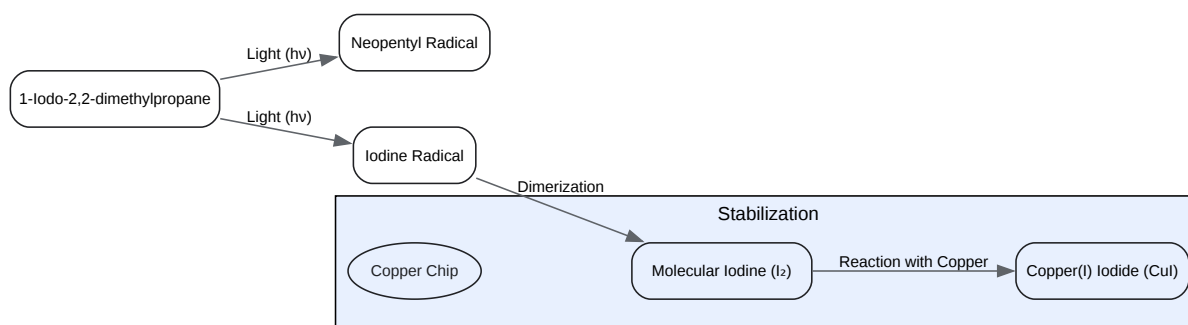 Neopentyl Radical
Light (hν)
1-Iodo-2,2-dimethylpropane
Light (hν)
Iodine Radical
Dimerization
Stabilization
Copper Chip
Molecular Iodine (I₂)
Reaction with Copper
Copper(I) Iodide (CuI)